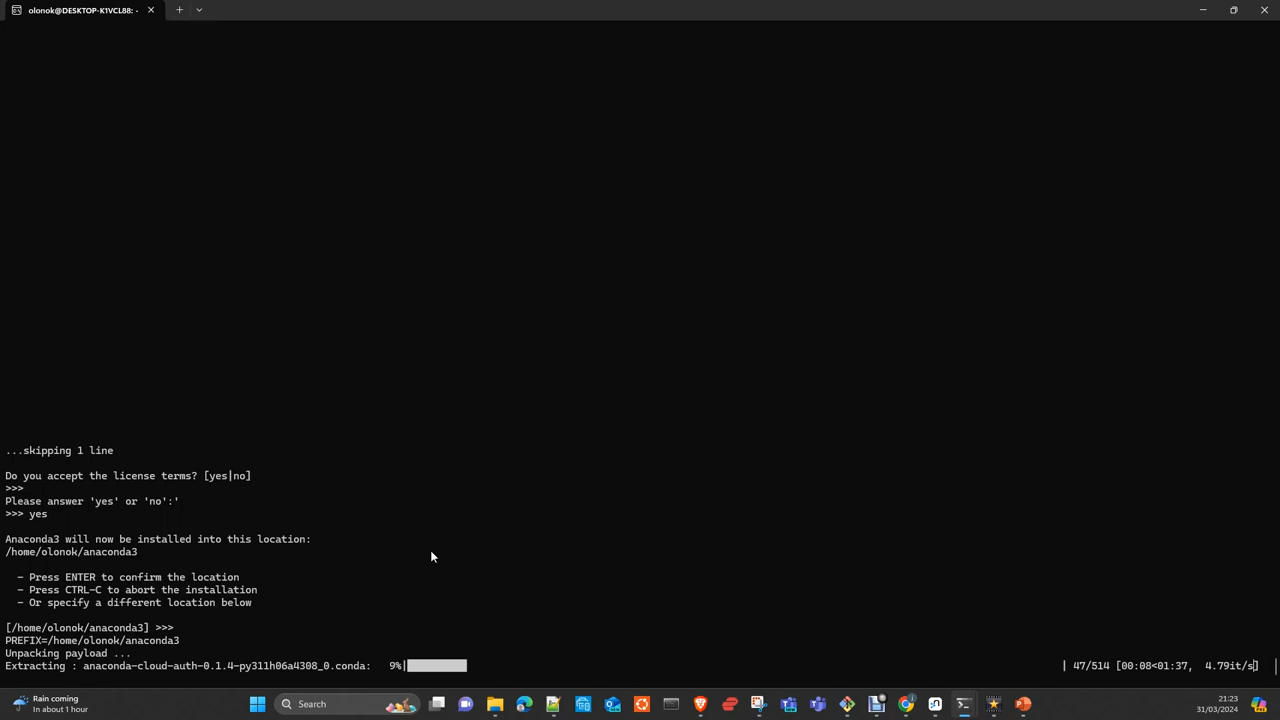 olonok@DESKTOP-K1VCL88: ~
...skipping 1 line
Do you accept the license terms? [yes|no]
>>>
Please answer 'yes' or 'no':'
>>> yes
Anaconda3 will now be installed into this location:
/home/olonok/anaconda3
- Press ENTER to confirm the location
- Press CTRL-C to abort the installation
- Or specify a different location below
[/home/olonok/anaconda3] >>>
PREFIX=/home/olonok/anaconda3
Unpacking payload ...
Extracting : anaconda-cloud-auth-0.1.4-py311h06a4308_0.conda:   9%| | 47/514 [00:08<01:37,  4.79it/s]
Rain coming
In about 1 hour
Search
21:23
31/03/2024